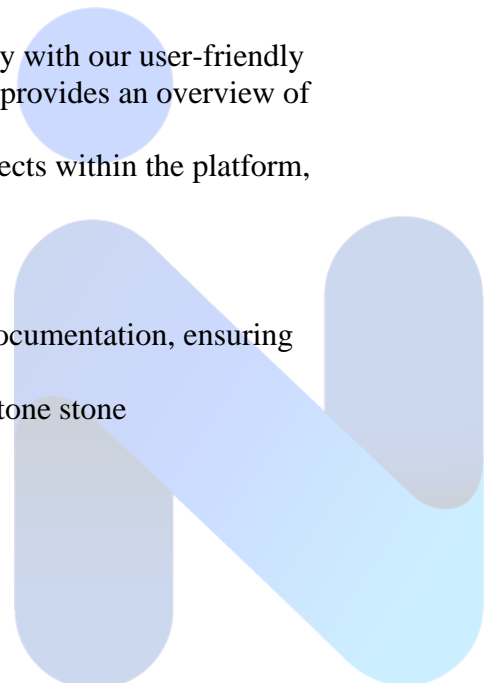 y with our user-friendly
provides an overview of
ects within the platform,
ocumentation, ensuring
tone stone